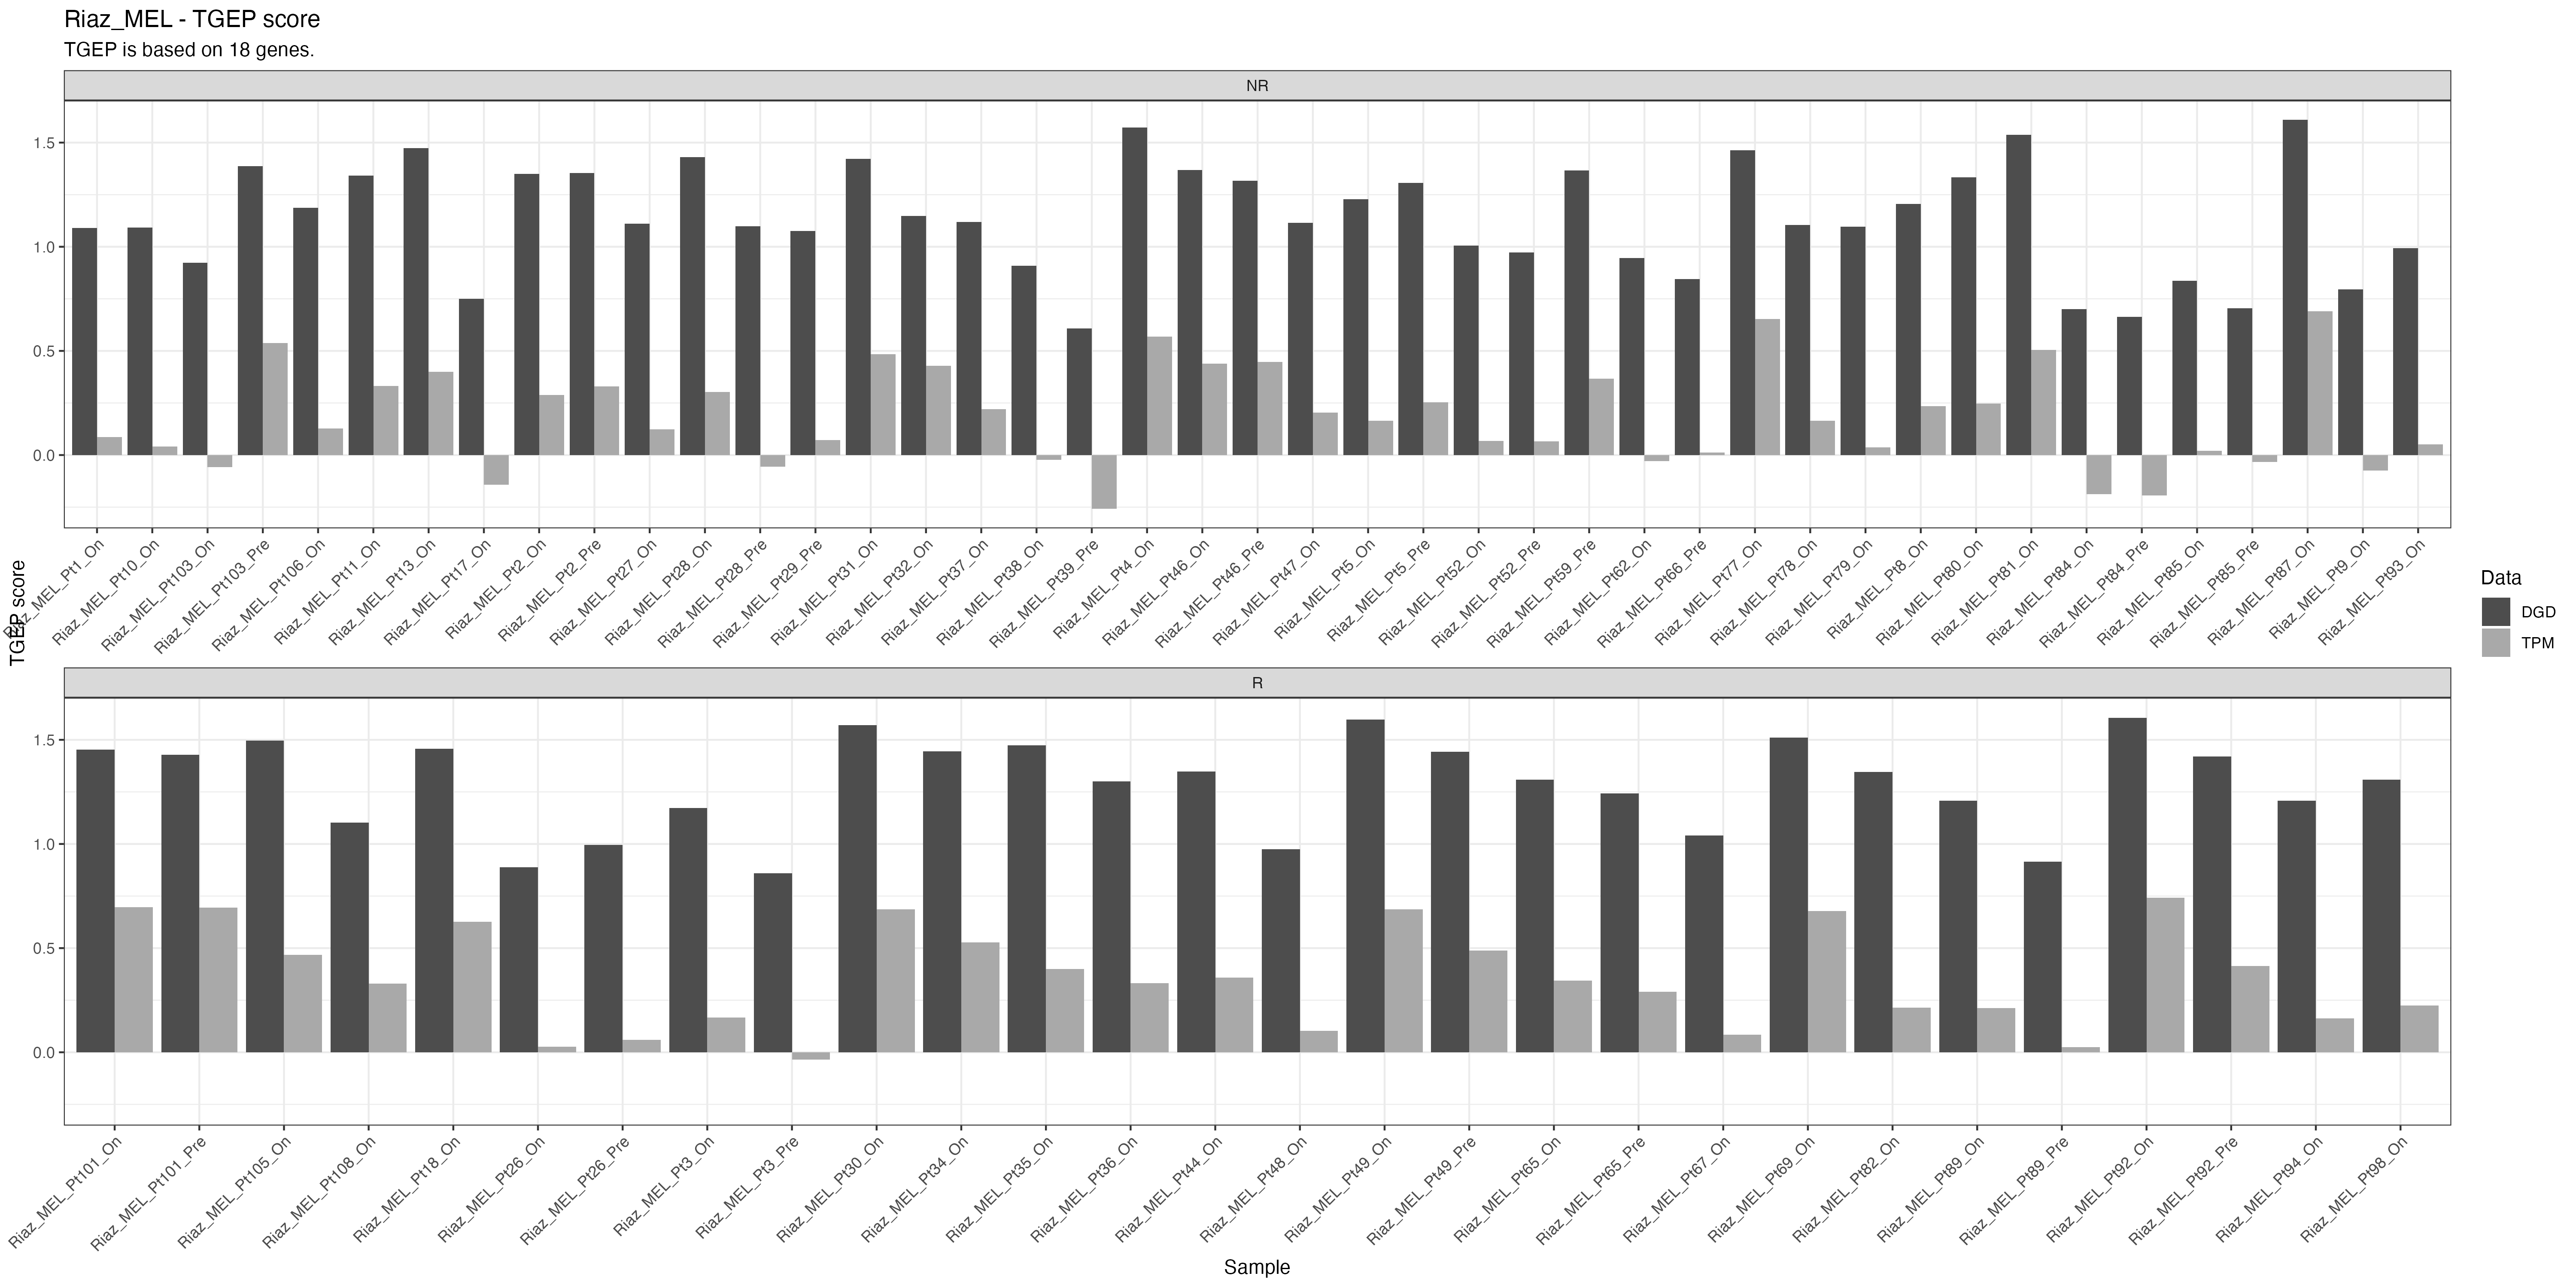 Riaz_MEL - TGEP score
TGEP is based on 18 genes.
NR
1.5
1.0
0.5
0.0
Riaz_MEL_Pt1_On
Riaz_MEL_Pt10_On
Riaz_MEL_Pt103_On
Riaz_MEL_Pt103_Pre
Riaz_MEL_Pt106_On
Riaz_MEL_Pt11_On
Riaz_MEL_Pt13_On
Riaz_MEL_Pt17_On
Riaz_MEL_Pt2_On
Riaz_MEL_Pt2_Pre
Riaz_MEL_Pt27_On
Riaz_MEL_Pt28_On
Riaz_MEL_Pt28_Pre
Riaz_MEL_Pt29_Pre
Riaz_MEL_Pt31_On
Riaz_MEL_Pt32_On
Riaz_MEL_Pt37_On
Riaz_MEL_Pt38_On
Riaz_MEL_Pt39_Pre
Riaz_MEL_Pt4_On
Riaz_MEL_Pt46_On
Riaz_MEL_Pt46_Pre
Riaz_MEL_Pt47_On
Riaz_MEL_Pt5_On
Riaz_MEL_Pt5_Pre
Riaz_MEL_Pt52_On
Riaz_MEL_Pt52_Pre
Riaz_MEL_Pt59_Pre
Riaz_MEL_Pt62_On
Riaz_MEL_Pt66_Pre
Riaz_MEL_Pt77_On
Riaz_MEL_Pt78_On
Riaz_MEL_Pt79_On
Riaz_MEL_Pt8_On
Riaz_MEL_Pt80_On
Riaz_MEL_Pt81_On
Riaz_MEL_Pt84_On
Riaz_MEL_Pt84_Pre
Riaz_MEL_Pt85_On
Riaz_MEL_Pt85_Pre
Riaz_MEL_Pt87_On
Riaz_MEL_Pt9_On
Riaz_MEL_Pt93_On
TGEP score
Data
DGD
TPM
R
1.5
1.0
0.5
0.0
Riaz_MEL_Pt101_On
Riaz_MEL_Pt101_Pre
Riaz_MEL_Pt105_On
Riaz_MEL_Pt108_On
Riaz_MEL_Pt18_On
Riaz_MEL_Pt26_On
Riaz_MEL_Pt26_Pre
Riaz_MEL_Pt3_On
Riaz_MEL_Pt3_Pre
Riaz_MEL_Pt30_On
Riaz_MEL_Pt34_On
Riaz_MEL_Pt35_On
Riaz_MEL_Pt36_On
Riaz_MEL_Pt44_On
Riaz_MEL_Pt48_On
Riaz_MEL_Pt49_On
Riaz_MEL_Pt49_Pre
Riaz_MEL_Pt65_On
Riaz_MEL_Pt65_Pre
Riaz_MEL_Pt67_On
Riaz_MEL_Pt69_On
Riaz_MEL_Pt82_On
Riaz_MEL_Pt89_On
Riaz_MEL_Pt89_Pre
Riaz_MEL_Pt92_On
Riaz_MEL_Pt92_Pre
Riaz_MEL_Pt94_On
Riaz_MEL_Pt98_On
Sample